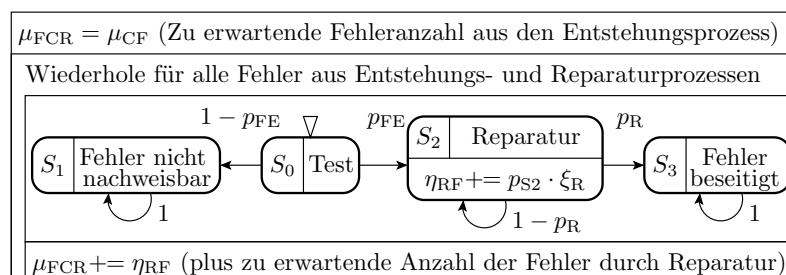 μFCR = μCF (Zu erwartende Fehleranzahl aus den Entstehungsprozess)
Wiederhole für alle Fehler aus Entstehungs- und Reparaturprozessen
1 − pFE
pFE
pR
S1
Fehler nicht
nachweisbar
S0
Test
S2
Reparatur
ηRF+= pS2 · ξR
S3
Fehler
beseitigt
1
1 − pR
1
μFCR+= ηRF (plus zu erwartende Anzahl der Fehler durch Reparatur)